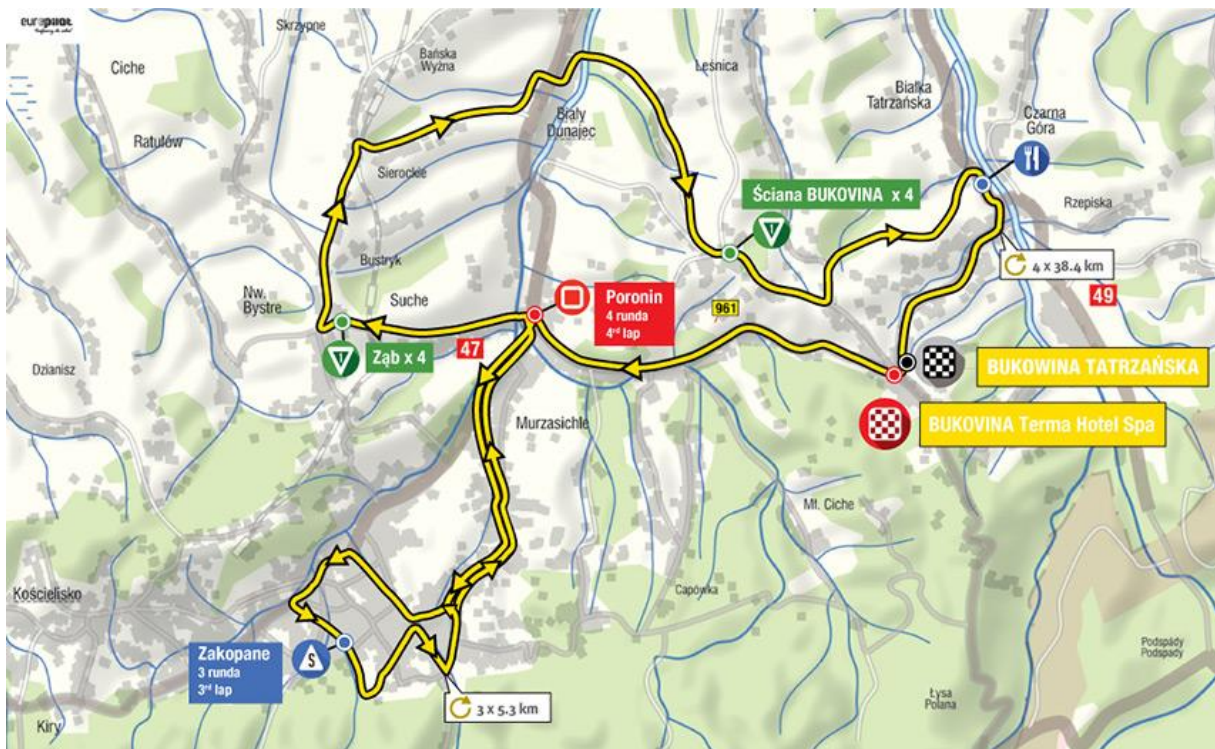 europilot
Skrzypne
Ciche
Bańska
Wyżna
Leśnica
Białka
Tatrzańska
Czarna
Góra
Ratułów
Biały
Dunajec
Sierockie
Ściana BUKOVINA x 4
Rzepiska
4 x 38.4 km
Bustryk
Nw.
Bystre
Suche
Poronin
4 runda
4rd lap
961
49
Ząb x 4
47
Dzianisz
BUKOWINA TATRZAŃSKA
Murzasichle
BUKOVINA Terma Hotel Spa
Mł. Ciche
Kościelisko
Capówka
Zakopane
3 runda
3rd lap
S
Podspády
Podspady
3 x 5.3 km
Łysa
Polana
Kiry